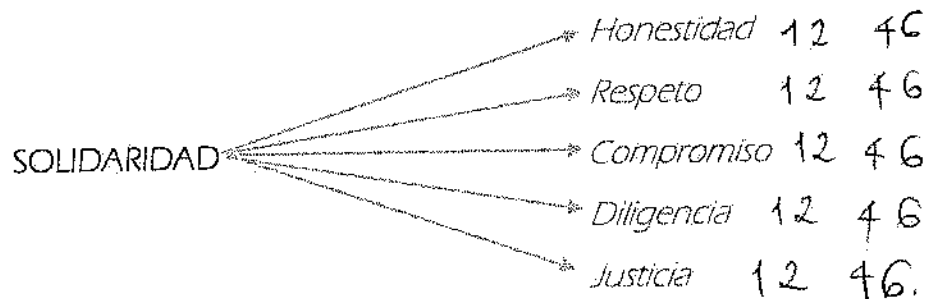 Honestidad 12 46
Respeto 12 46
SOLIDARIDAD Compromiso 12 46
Diligencia 12 46
Justicia 12 46.